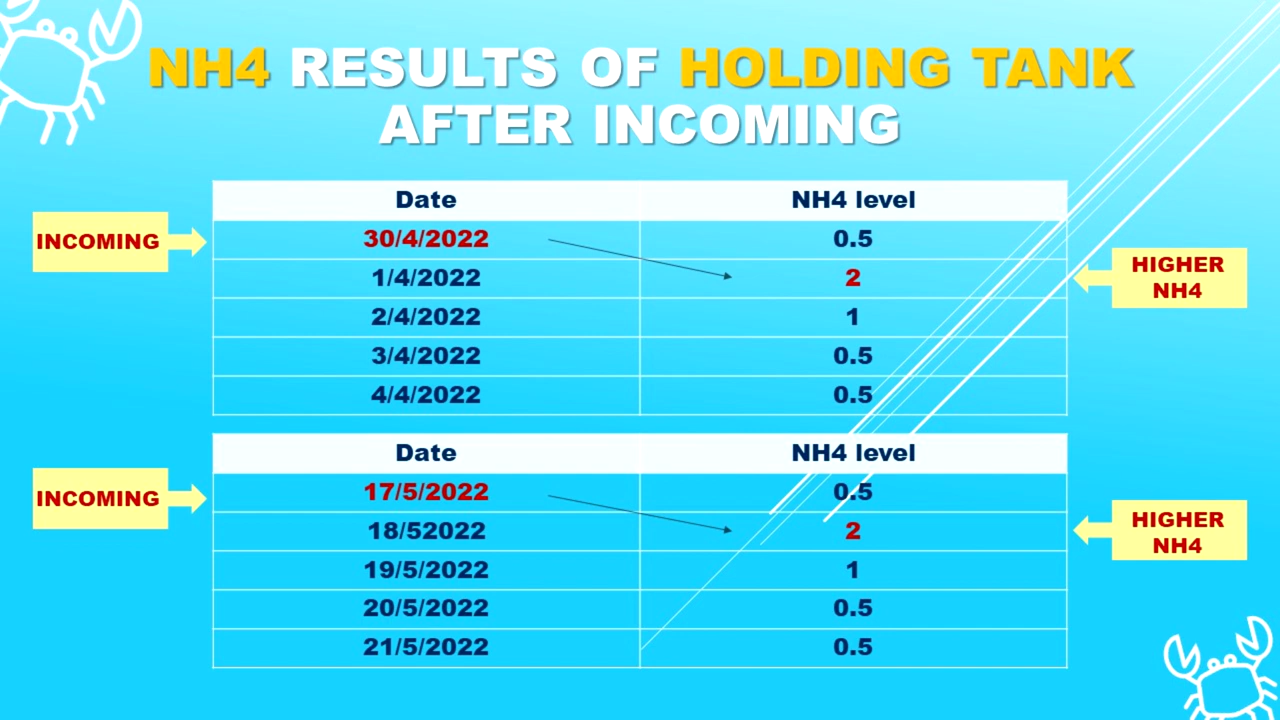 NH4 RESULTS OF HOLDING TANK
AFTER INCOMING
Date NH4 level
INCOMING
30/4/2022 0.5
1/4/2022 2
HIGHER
NH4
2/4/2022 1
3/4/2022 0.5
4/4/2022 0.5
Date NH4 level
INCOMING
17/5/2022 0.5
18/52022 2
HIGHER
NH4
19/5/2022 1
20/5/2022 0.5
21/5/2022 0.5